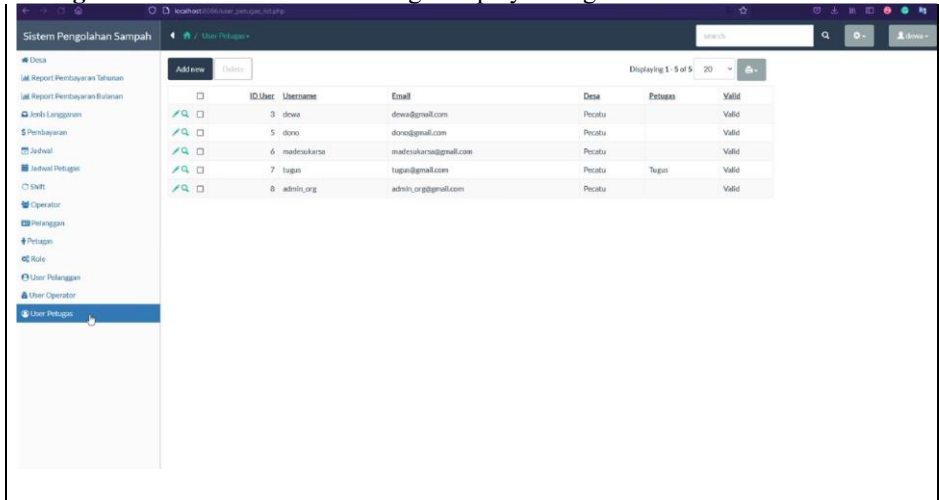 localhost:8086/user_petugas_list.php
Sistem Pengolahan Sampah
/ User Petugas
search
dewa
Desa
Report Pembayaran Tahunan
Report Pembayaran Bulanan
Jenis Langganan
$ Pembayaran
Jadwal
Jadwal Petugas
Shift
Operator
Pelanggan
Petugas
Role
User Pelanggan
User Operator
User Petugas
Add new Delete Displaying 1 - 5 of 5 20
ID User Username Email Desa Petugas Valid
3 dewa dewa@gmail.com Pecatu Valid
5 dono dono@gmail.com Pecatu Valid
6 madesukarsa madesukarsa@gmail.com Pecatu Valid
7 tugus tugus@gmail.com Pecatu Tugus Valid
8 admin_org admin_org@gmail.com Pecatu Valid